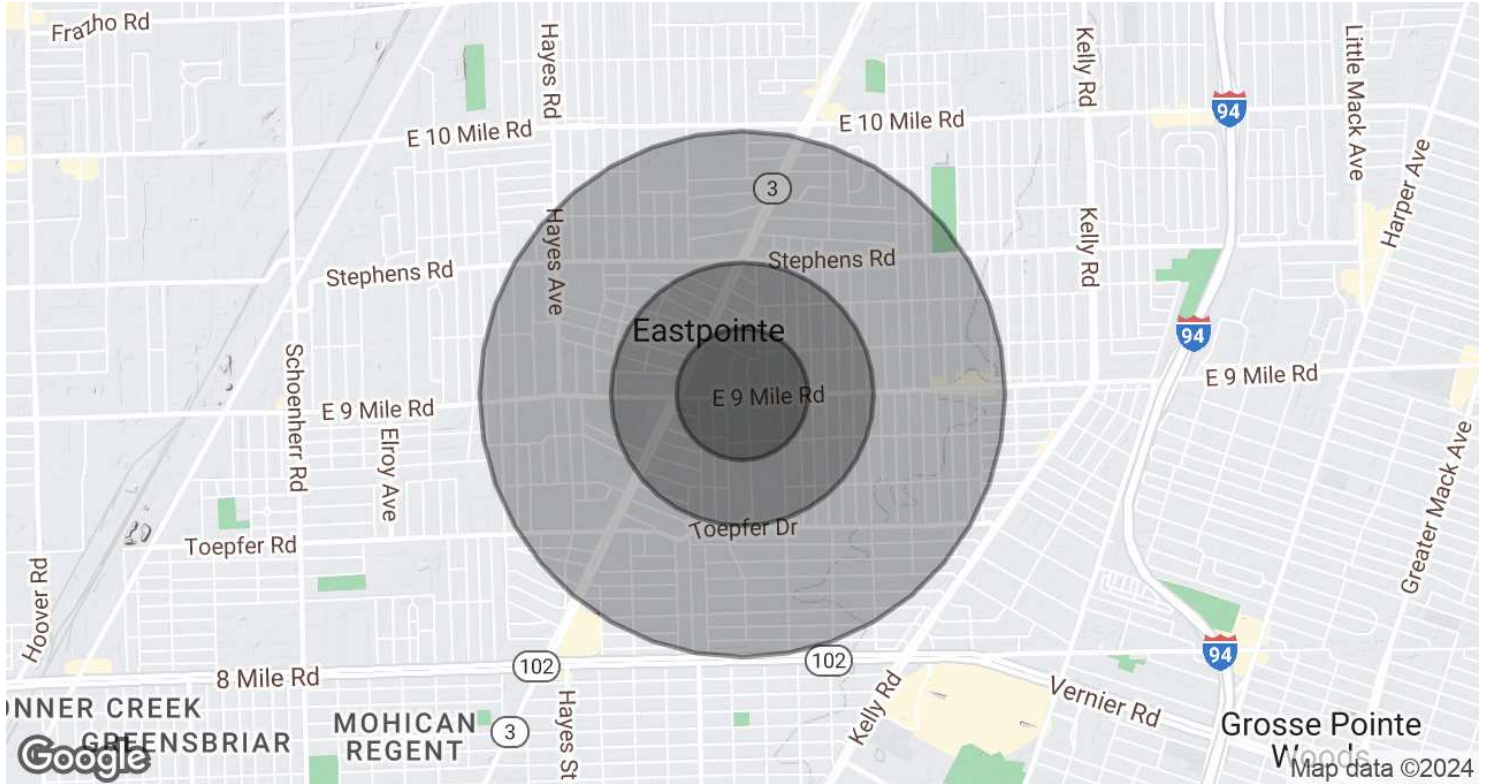 Frazho Rd
Hayes Rd
Kelly Rd
Little Mack Ave
94
E 10 Mile Rd
E 10 Mile Rd
Harper Ave
3
Hayes Ave
Kelly Rd
Stephens Rd
Stephens Rd
Eastpointe
94
Schoenherr Rd
E 9 Mile Rd
E 9 Mile Rd
E 9 Mile Rd
Elroy Ave
Greater Mack Ave
Toepfer Dr
Toepfer Rd
Hoover Rd
94
102
102
8 Mile Rd
Kelly Rd
Vernier Rd
ONNER CREEK
GREENSBRIAR
MOHICAN
REGENT
3
Hayes St
Grosse Pointe
Woods
Google
Map data ©2024